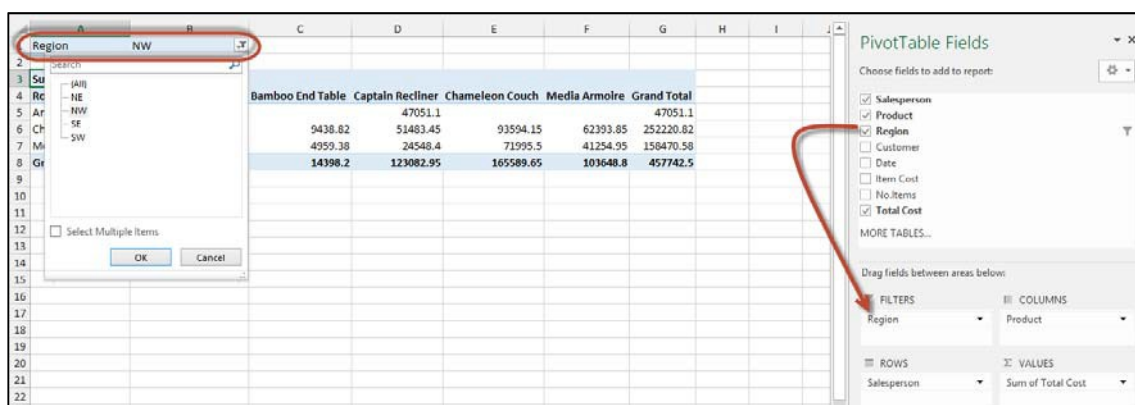 A B C D E F G H I J
1 Region NW
2
Search
(All)
NE
NW
SE
SW
Select Multiple Items
OK Cancel
3 Su
4 Ro Bamboo End Table Captain Recliner Chameleon Couch Media Armoire Grand Total
5 Ar 47051.1 47051.1
6 Ch 9438.82 51483.45 93594.15 62393.85 252220.82
7 Me 4959.38 24548.4 71995.5 41254.95 158470.58
8 Gr 14398.2 123082.95 165589.65 103648.8 457742.5
9
10
11
12
13
14
15
16
17
18
19
20
21
22
PivotTable Fields
Choose fields to add to report:
Salesperson
Product
Region
Customer
Date
Item Cost
No.Items
Total Cost
MORE TABLES...
Drag fields between areas below:
FILTERS COLUMNS
Region Product
ROWS Σ VALUES
Salesperson Sum of Total Cost